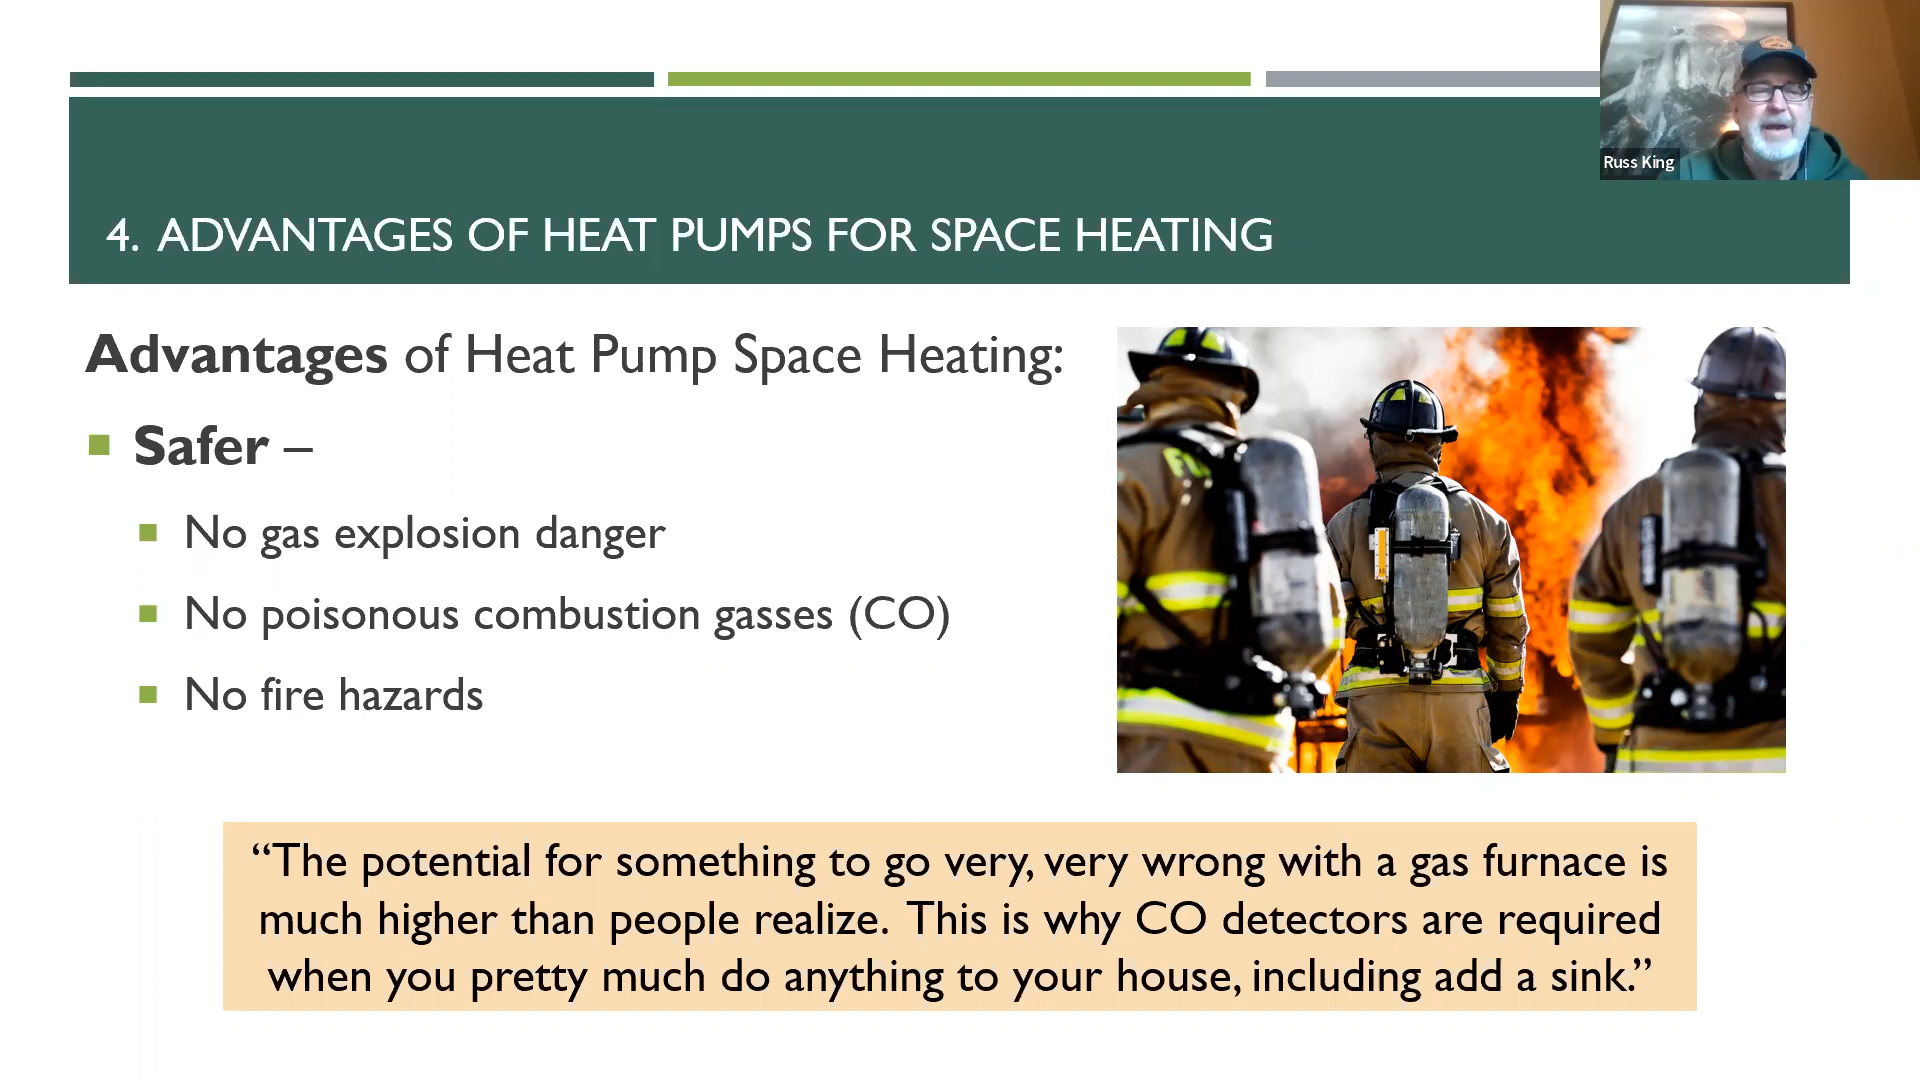 Russ King
4. ADVANTAGES OF HEAT PUMPS FOR SPACE HEATING
Advantages of Heat Pump Space Heating:
Safer –
No gas explosion danger
No poisonous combustion gasses (CO)
No fire hazards
“The potential for something to go very, very wrong with a gas furnace is
much higher than people realize. This is why CO detectors are required
when you pretty much do anything to your house, including add a sink.”